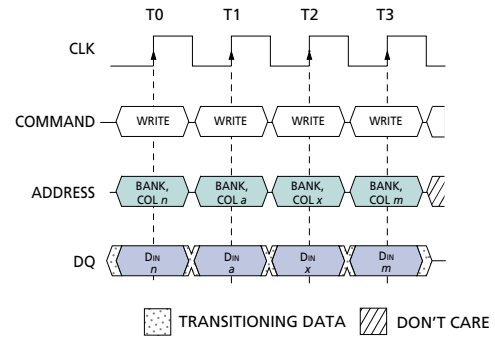 T0 T1 T2 T3
CLK
COMMAND WRITE WRITE WRITE WRITE
ADDRESS BANK, COL n BANK, COL a BANK, COL x BANK, COL m
DQ DIN n DIN a DIN x DIN m
TRANSITIONING DATA DON'T CARE